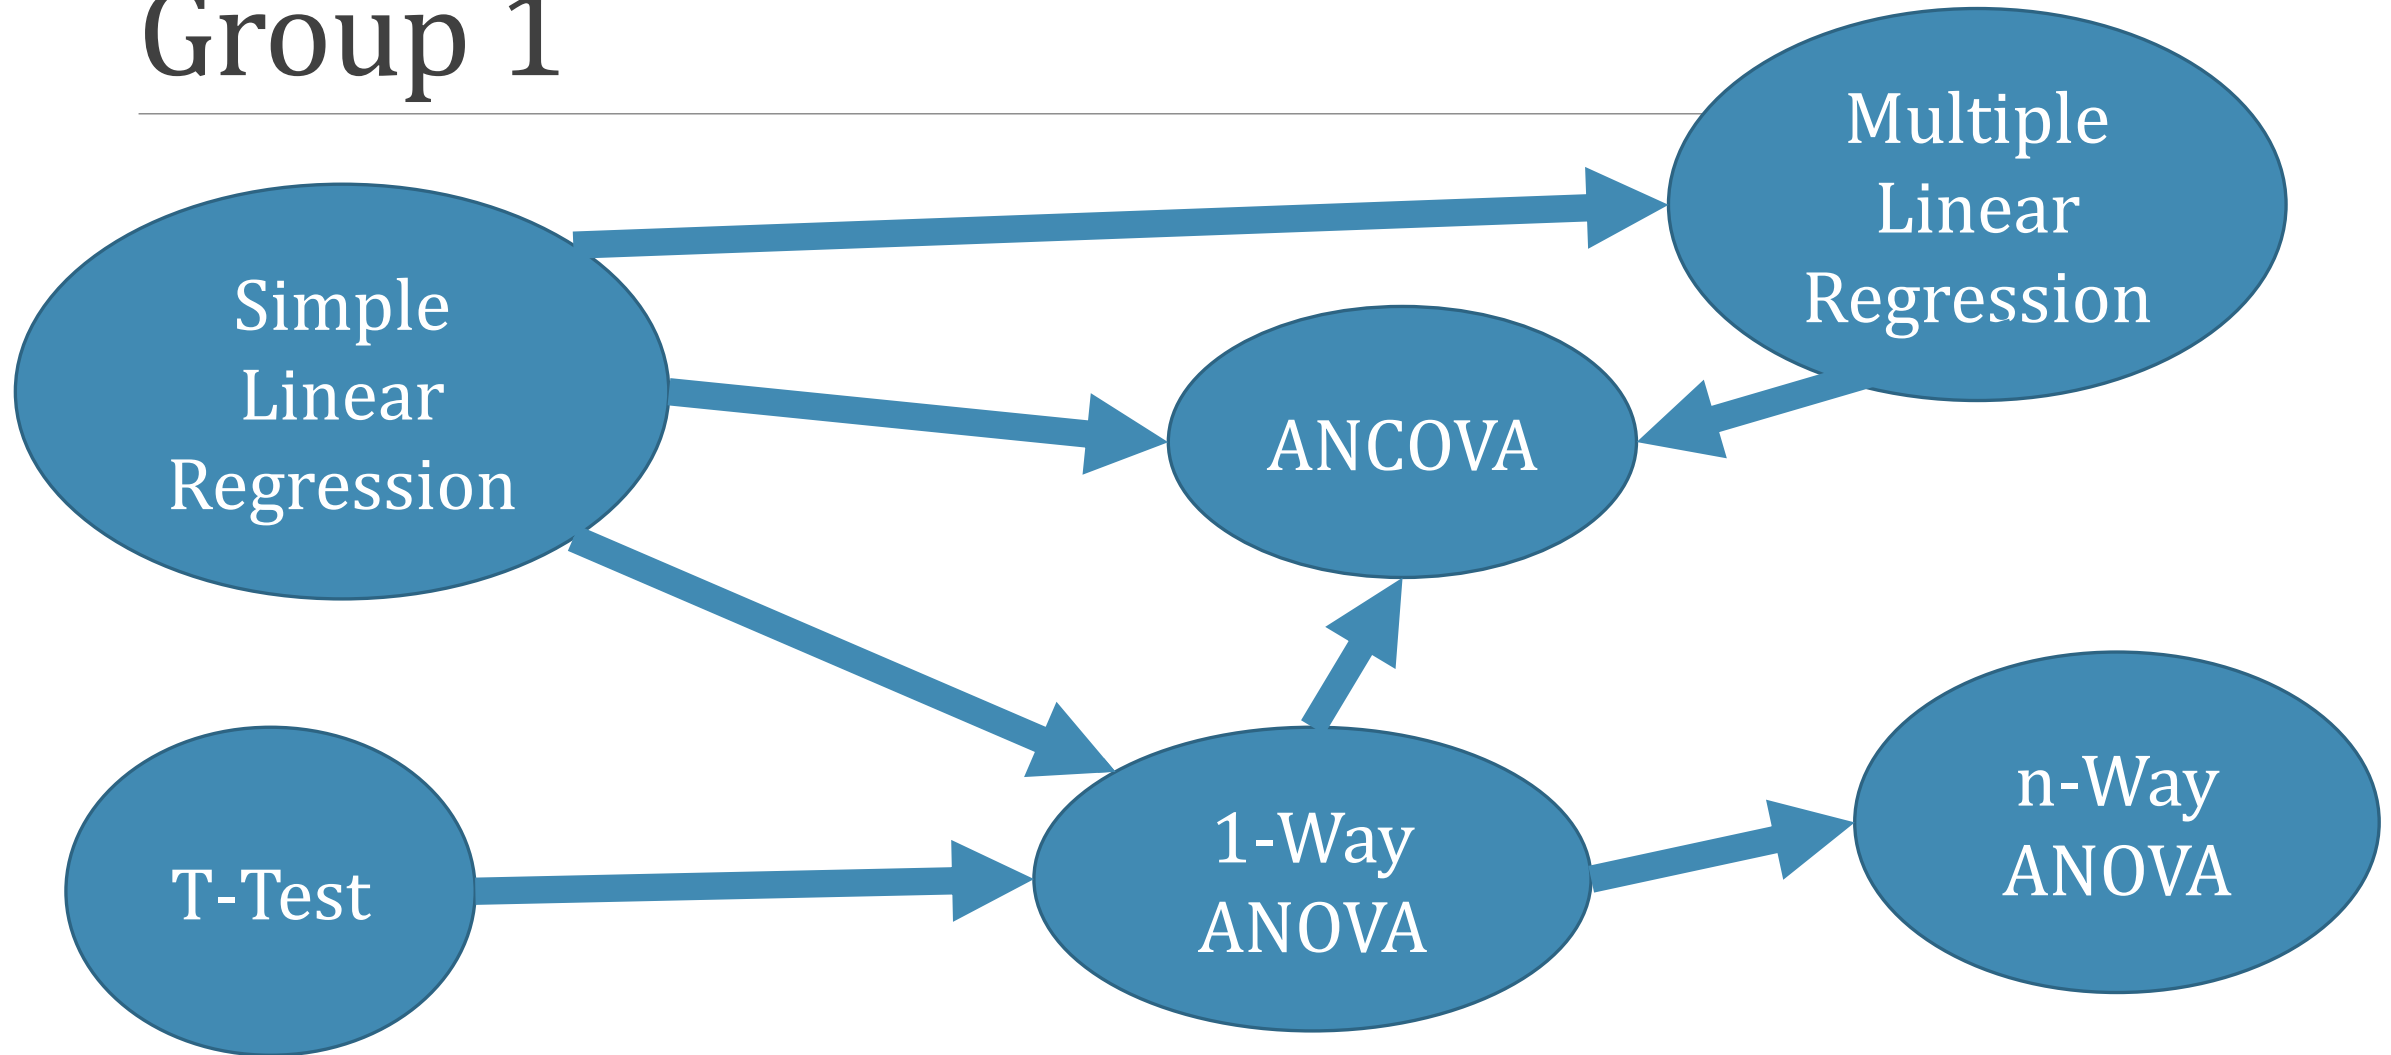 Group 1
Multiple
Linear
Regression
Simple
Linear
Regression
ANCOVA
1-Way
ANOVA
n-Way
ANOVA
T-Test